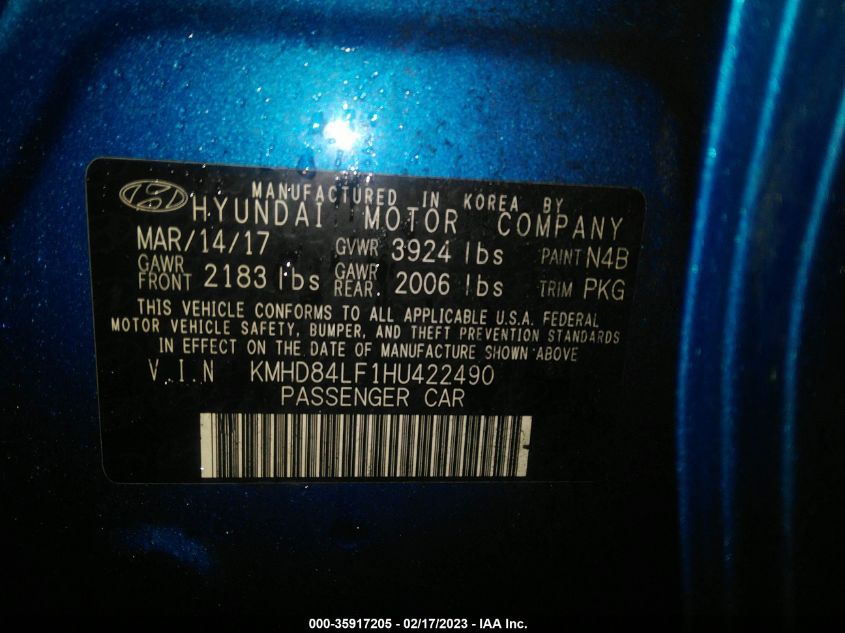 MANUFACTURED IN KOREA BY
HYUNDAI MOTOR COMPANY
MAR/14/17 GVWR 3924 lbs PAINT N4B
GAWR FRONT 2183 lbs GAWR REAR. 2006 lbs TRIM PKG
THIS VEHICLE CONFORMS TO ALL APPLICABLE U.S.A. FEDERAL
MOTOR VEHICLE SAFETY, BUMPER, AND THEFT PREVENTION STANDARDS
IN EFFECT ON THE DATE OF MANUFACTURE SHOWN ABOVE
V.I.N KMHD84LF1HU422490
PASSENGER CAR
000-35917205 - 02/17/2023 - IAA Inc.